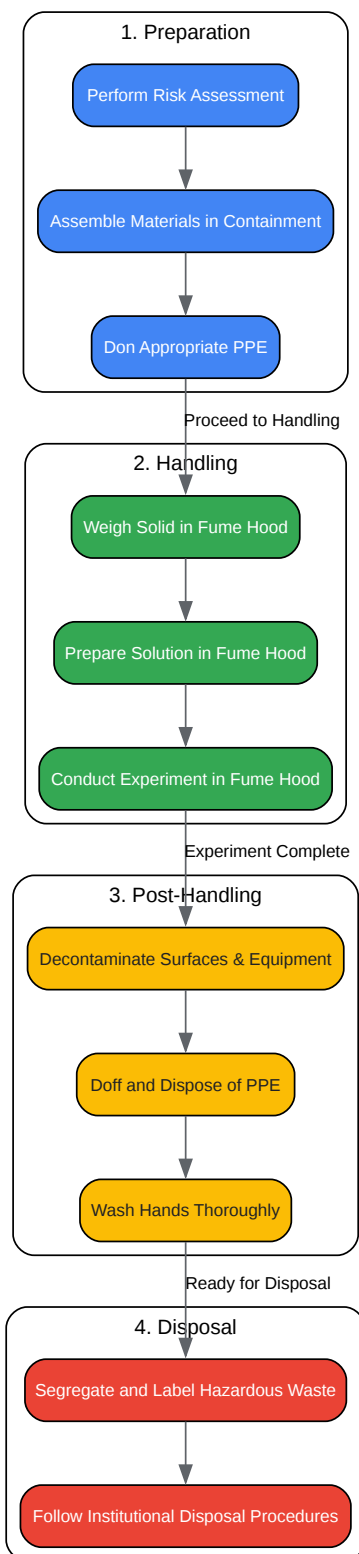 1. Preparation
Perform Risk Assessment
Assemble Materials in Containment
Don Appropriate PPE
Proceed to Handling
2. Handling
Weigh Solid in Fume Hood
Prepare Solution in Fume Hood
Conduct Experiment in Fume Hood
Experiment Complete
3. Post-Handling
Decontaminate Surfaces & Equipment
Doff and Dispose of PPE
Wash Hands Thoroughly
Ready for Disposal
4. Disposal
Segregate and Label Hazardous Waste
Follow Institutional Disposal Procedures